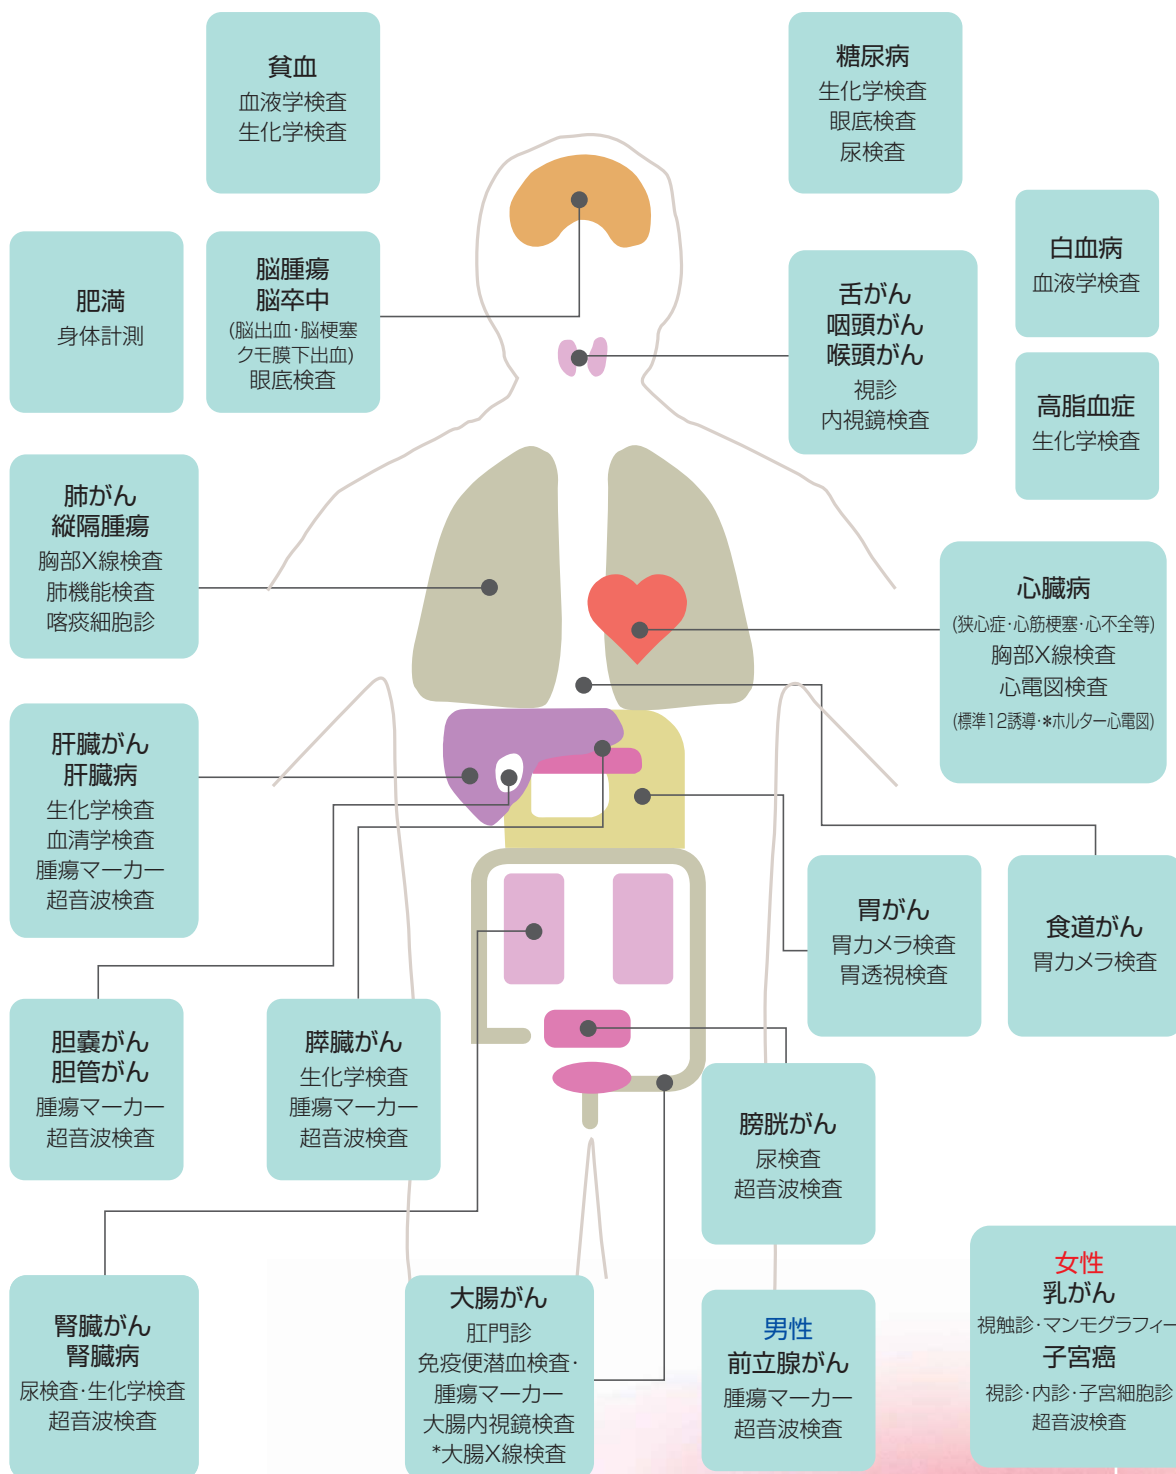 貧血
血液学検査
生化学検査
糖尿病
生化学検査
眼底検査
尿検査
肥満
身体計測
脳腫瘍
脳卒中
(脳出血・脳梗塞
クモ膜下出血)
眼底検査
舌がん
咽頭がん
喉頭がん
視診
内視鏡検査
白血病
血液学検査
高脂血症
生化学検査
肺がん
縦隔腫瘍
胸部X線検査
肺機能検査
喀痰細胞診
心臓病
(狭心症・心筋梗塞・心不全等)
胸部X線検査
心電図検査
(標準12誘導・*ホルター心電図)
肝臓がん
肝臓病
生化学検査
血清学検査
腫瘍マーカー
超音波検査
胃がん
胃カメラ検査
胃透視検査
食道がん
胃カメラ検査
胆嚢がん
胆管がん
腫瘍マーカー
超音波検査
膵臓がん
生化学検査
腫瘍マーカー
超音波検査
膀胱がん
尿検査
超音波検査
腎臓がん
腎臓病
尿検査・生化学検査
超音波検査
大腸がん
肛門診
免疫便潜血検査・
腫瘍マーカー
大腸内視鏡検査
*大腸X線検査
男性
前立腺がん
腫瘍マーカー
超音波検査
女性
乳がん
視触診・マンモグラフィー
子宮癌
視診・内診・子宮細胞診
超音波検査